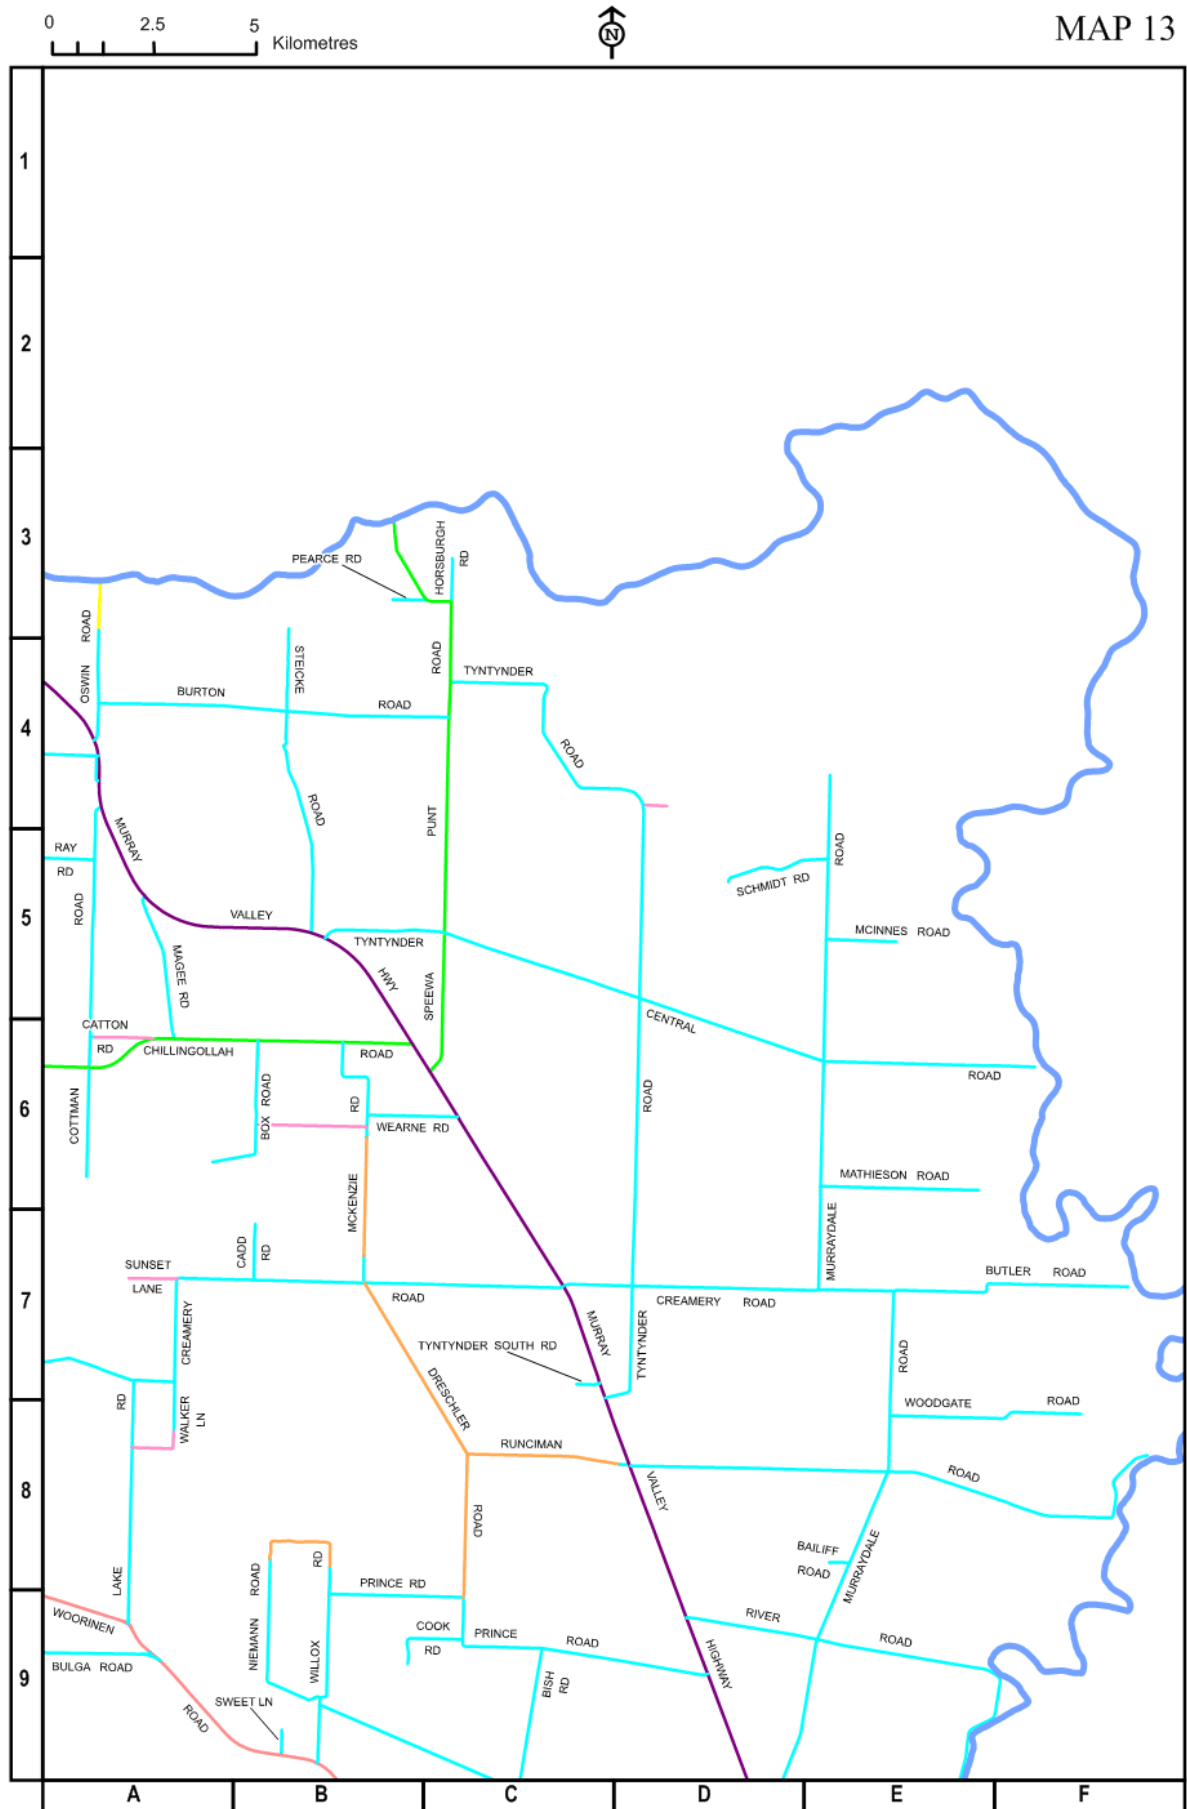 0 2.5 5
Kilometres
N
MAP 13
1
2
3
PEARCE RD
HORSBURGH
RD
ROAD
OSWIN
STEICKE
ROAD
TYNTYNDER
BURTON
ROAD
4
ROAD
ROAD
PUNT
MURRAY
ROAD
RAY
RD
SCHMIDT RD
ROAD
5
VALLEY
TYNTYNDER
MCINNES ROAD
MAGEE RD
HWY
SPEEWA
CATTON
RD
CHILLINGOLLAH
ROAD
CENTRAL
ROAD
6
COTTMAN
BOX ROAD
RD
WEARNE RD
ROAD
MATHIESON ROAD
MCKENZIE
MURRAYDALE
CADD
RD
SUNSET
LANE
7
ROAD
CREAMERY ROAD
BUTLER ROAD
CREAMERY
TYNTYNDER SOUTH RD
MURRAY
TYNTYNDER
ROAD
DRESCHLER
RD
WALKER
LN
WOODGATE ROAD
RUNCIMAN
8
VALLEY
ROAD
ROAD
BAILIFF
ROAD
MURRAYDALE
LAKE
ROAD
RD
PRINCE RD
WOORINEN
RIVER
ROAD
COOK
RD
PRINCE
ROAD
9
BULGA ROAD
NIEMANN
WILLOX
BISH
RD
HIGHWAY
SWEET LN
ROAD
A B C D E F